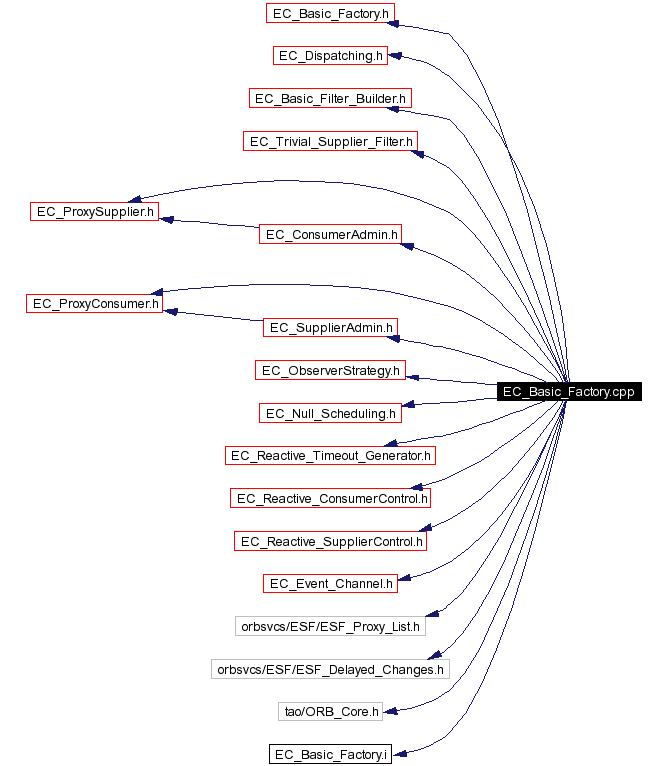 EC_Basic_Factory.h
EC_Dispatching.h
EC_Basic_Filter_Builder.h
EC_Trivial_Supplier_Filter.h
EC_ProxySupplier.h
EC_ConsumerAdmin.h
EC_ProxyConsumer.h
EC_SupplierAdmin.h
EC_ObserverStrategy.h
EC_Basic_Factory.cpp
EC_Null_Scheduling.h
EC_Reactive_Timeout_Generator.h
EC_Reactive_ConsumerControl.h
EC_Reactive_SupplierControl.h
EC_Event_Channel.h
orbsvcs/ESF/ESF_Proxy_List.h
orbsvcs/ESF/ESF_Delayed_Changes.h
tao/ORB_Core.h
EC_Basic_Factory.i